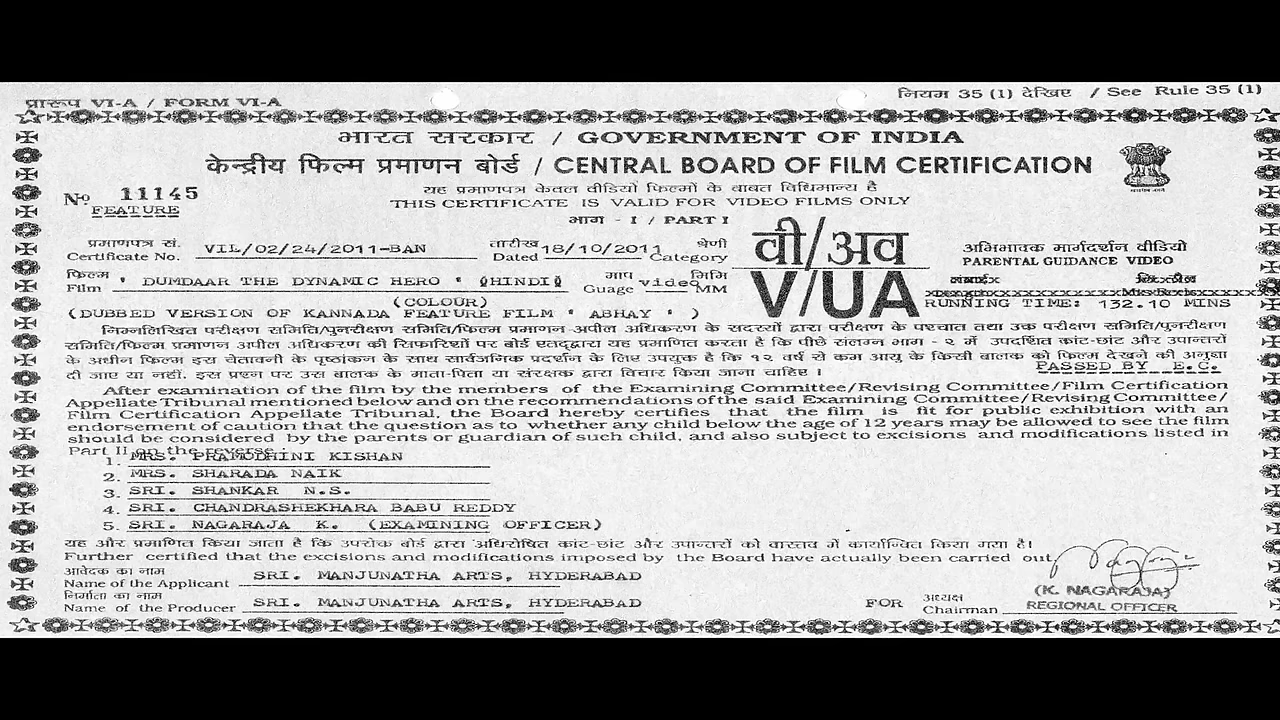 प्रारूप VI-A / FORM VI-A
नियम 35 (1) देखिए / See Rule 35 (1)
भारत सरकार / GOVERNMENT OF INDIA
केन्द्रीय फिल्म प्रमाणन बोर्ड / CENTRAL BOARD OF FILM CERTIFICATION
No 11145
यह प्रमाणपत्र केवल वीडियो फिल्मों के बाबत विधिमान्य है
FEATURE
THIS CERTIFICATE IS VALID FOR VIDEO FILMS ONLY
भाग - I / PART I
प्रमाणपत्र सं. तारीख श्रेणी वी/अव अभिभावक मार्गदर्शन वीडियो
Certificate No. VIL/02/24/2011-BAN Dated 18/10/2011 Category V/UA PARENTAL GUIDANCE VIDEO
फिल्म माप मिमि
Film ' DUMDAAR THE DYNAMIC HERO ' (HINDI) Guage video MM
(COLOUR) RUNNING TIME: 132.10 MINS
(DUBBED VERSION OF KANNADA FEATURE FILM ' ABHAY ' )
निम्नलिखित परीक्षण समिति/पुनरीक्षण समिति/फिल्म प्रमाणन अपील अधिकरण के सदस्यों द्वारा परीक्षण के पश्चात तथा उक्त परीक्षण समिति/पुनरीक्षण
समिति/फिल्म प्रमाणन अपील अधिकरण की सिफारिशों पर बोर्ड एतद्द्वारा यह प्रमाणित करता है कि पीछे संलग्न भाग - २ में उपदर्शित कांट-छांट और उपान्तरों
के अधीन फिल्म इस चेतावनी के पृष्ठांकन के साथ सार्वजनिक प्रदर्शन के लिए उपयुक्त है कि १२ वर्ष से कम आयु के किसी बालक को फिल्म देखने की अनुज्ञा
दी जाए या नहीं. इस प्रश्न पर उस बालक के माता-पिता या संरक्षक द्वारा विचार किया जाना चाहिए । PASSED BY E.C.
After examination of the film by the members of the Examining Committee/Revising Committee/Film Certification
Appellate Tribunal mentioned below and on the recommendations of the said Examining Committee/Revising Committee/
Film Certification Appellate Tribunal, the Board hereby certifies that the film is fit for public exhibition with an
endorsement of caution that the question as to whether any child below the age of 12 years may be allowed to see the film
should be considered by the parents or guardian of such child, and also subject to excisions and modifications listed in
Part II on the reverse :
1. MRS. PRAMODHINI KISHAN
2. MRS. SHARADA NAIK
3. SRI. SHANKAR N.S.
4. SRI. CHANDRASHEKHARA BABU REDDY
5. SRI. NAGARAJA K. (EXAMINING OFFICER)
यह और प्रमाणित किया जाता है कि उपरोक्त बोर्ड द्वारा अधिरोपित कांट-छांट और उपान्तरों को वास्तव में कार्यान्वित किया गया है।
Further certified that the excisions and modifications imposed by the Board have actually been carried out
आवेदक का नाम
Name of the Applicant SRI. MANJUNATHA ARTS, HYDERABAD
(K. NAGARAJA)
निर्माता का नाम अध्यक्ष
Name of the Producer SRI. MANJUNATHA ARTS, HYDERABAD FOR Chairman REGIONAL OFFICER